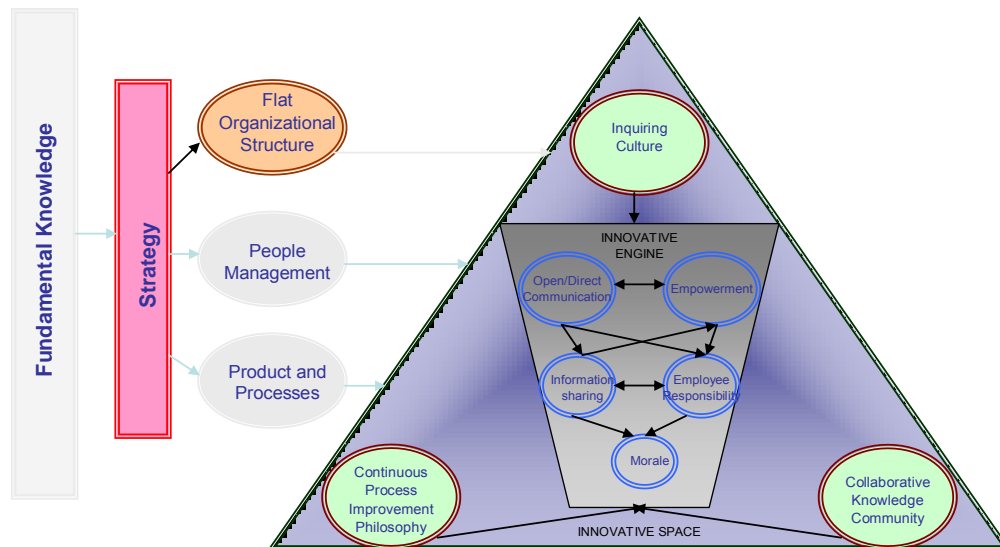 Fundamental Knowledge
Strategy
Flat
Organizational
Structure
People
Management
Product and
Processes
Inquiring
Culture
INNOVATIVE
ENGINE
Open/Direct
Communication
Empowerment
Information
sharing
Employee
Responsibility
Morale
Continuous
Process
Improvement
Philosophy
Collaborative
Knowledge
Community
INNOVATIVE SPACE